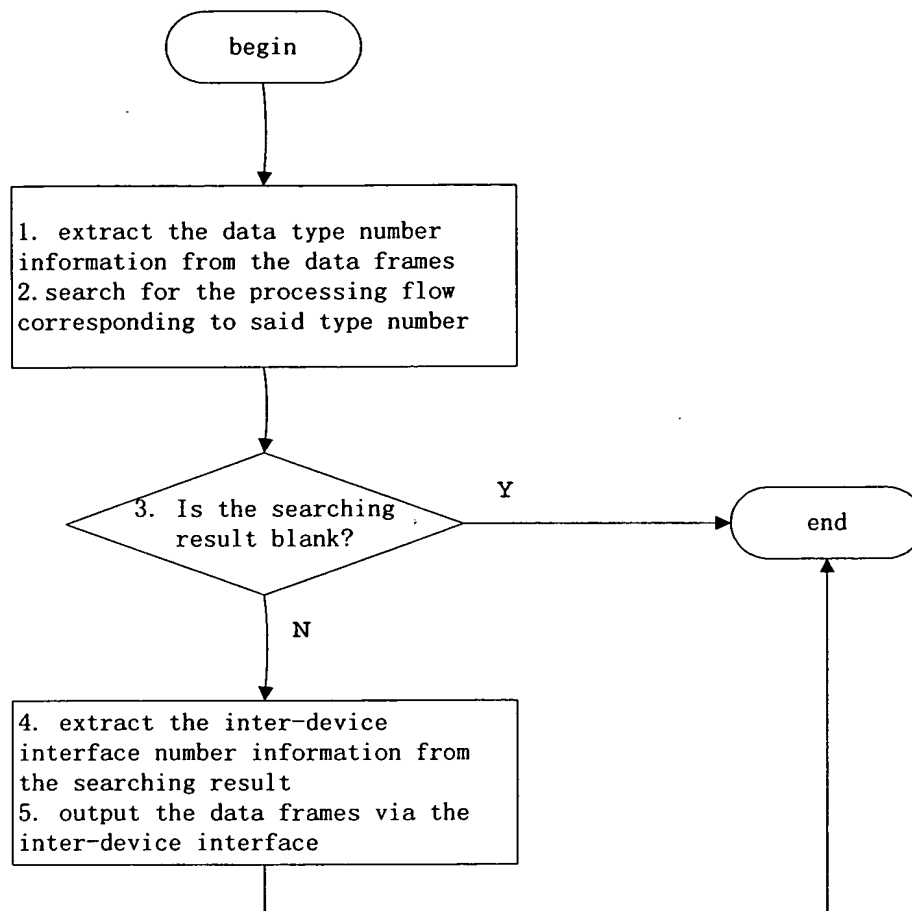 begin
1. extract the data type number
information from the data frames
2. search for the processing flow
corresponding to said type number
3. Is the searching
result blank?
Y
end
N
4. extract the inter-device
interface number information from
the searching result
5. output the data frames via the
inter-device interface